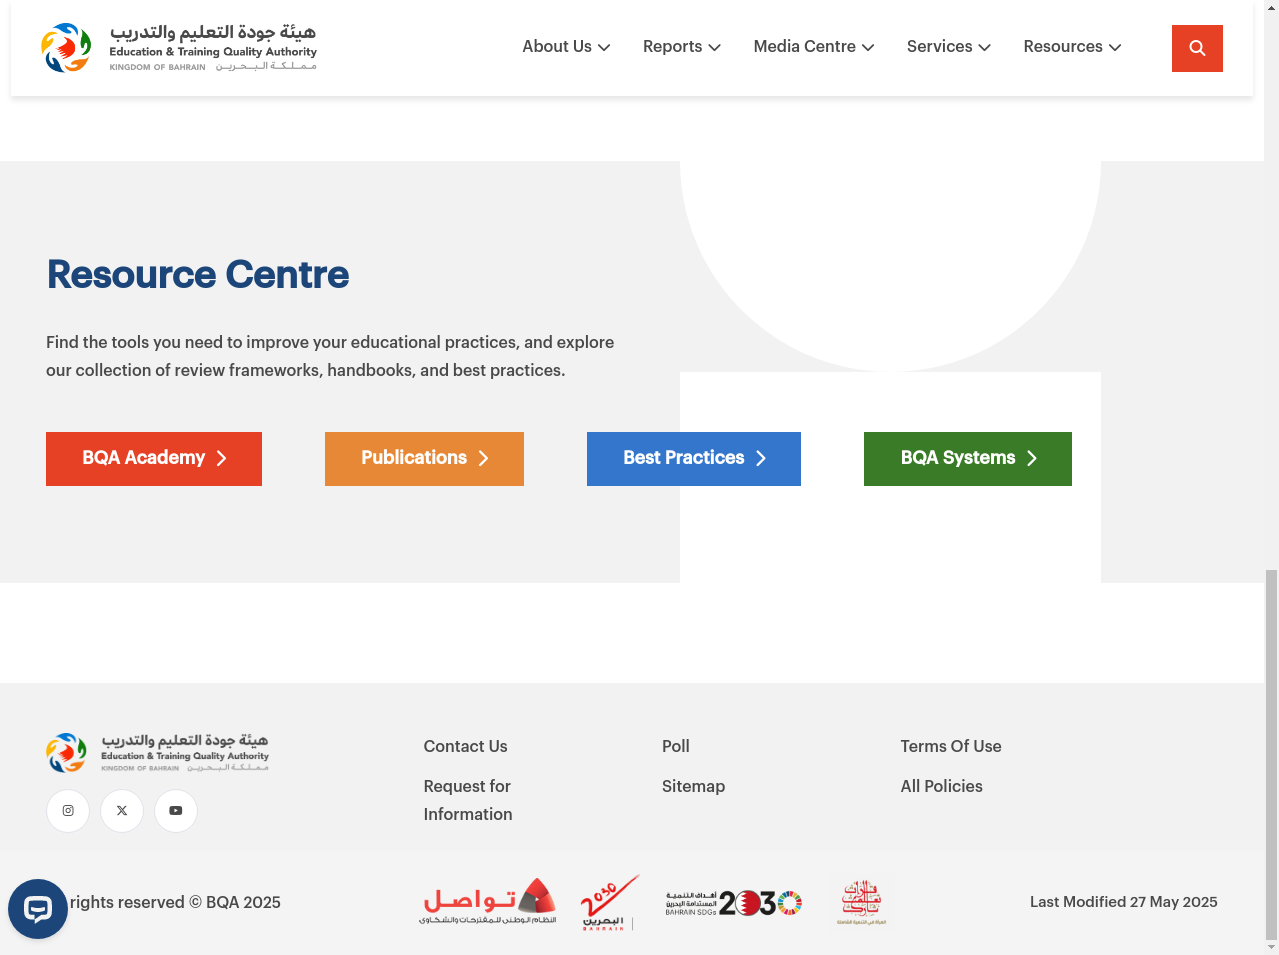 هيئة جودة التعليم والتدريب
Education & Training Quality Authority
KINGDOM OF BAHRAIN مملكة البحرين
About Us
Reports
Media Centre
Services
Resources
Resource Centre
Find the tools you need to improve your educational practices, and explore
our collection of review frameworks, handbooks, and best practices.
BQA Academy
Publications
Best Practices
BQA Systems
هيئة جودة التعليم والتدريب
Education & Training Quality Authority
KINGDOM OF BAHRAIN مملكة البحرين
Contact Us
Poll
Terms Of Use
Request for
Information
Sitemap
All Policies
rights reserved © BQA 2025
تواصل
النظام الوطني للمقترحات والشكاوى
2030
البحرين
BAHRAIN
أهداف التنمية
المستدامة البحرين
BAHRAIN SDGs
2030
Last Modified 27 May 2025